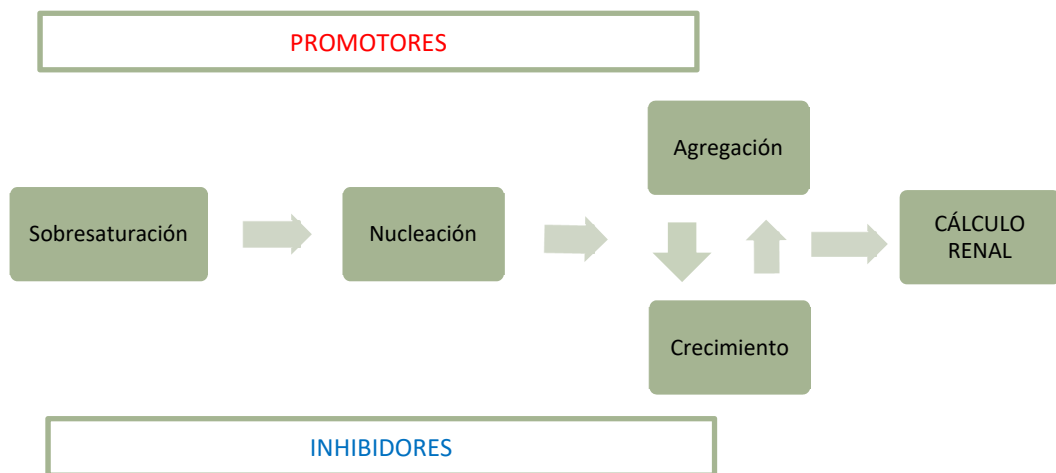 PROMOTORES
Agregación
Sobresaturación
Nucleación
CÁLCULO
RENAL
Crecimiento
INHIBIDORES